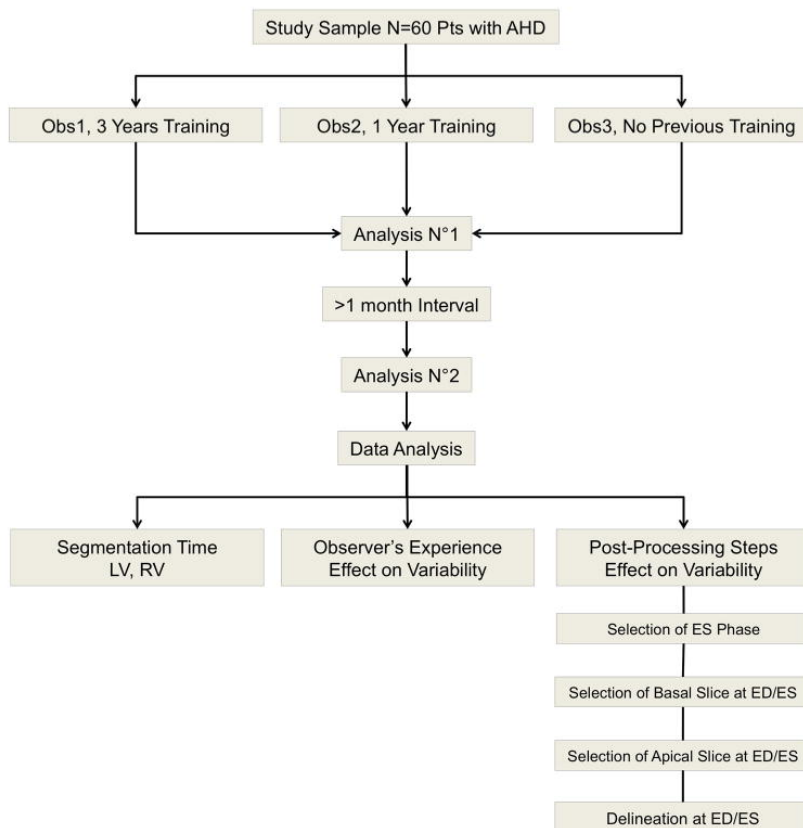 Study Sample N=60 Pts with AHD
Obs1, 3 Years Training
Obs2, 1 Year Training
Obs3, No Previous Training
Analysis N°1
>1 month Interval
Analysis N°2
Data Analysis
Segmentation Time
LV, RV
Observer's Experience
Effect on Variability
Post-Processing Steps
Effect on Variability
Selection of ES Phase
Selection of Basal Slice at ED/ES
Selection of Apical Slice at ED/ES
Delineation at ED/ES